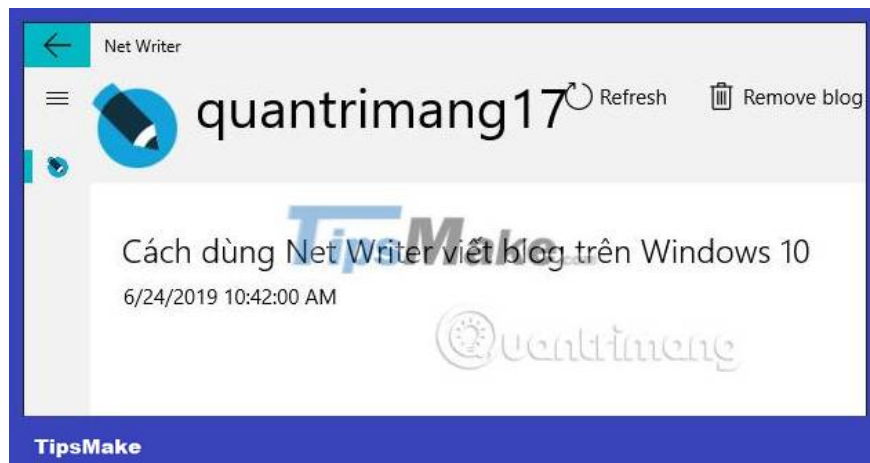 Net Writer
quantrimang17
Refresh
Remove blog
Cách dùng Net Writer viết blog trên Windows 10
TipsMake.com
6/24/2019 10:42:00 AM
Quantrimang
TipsMake